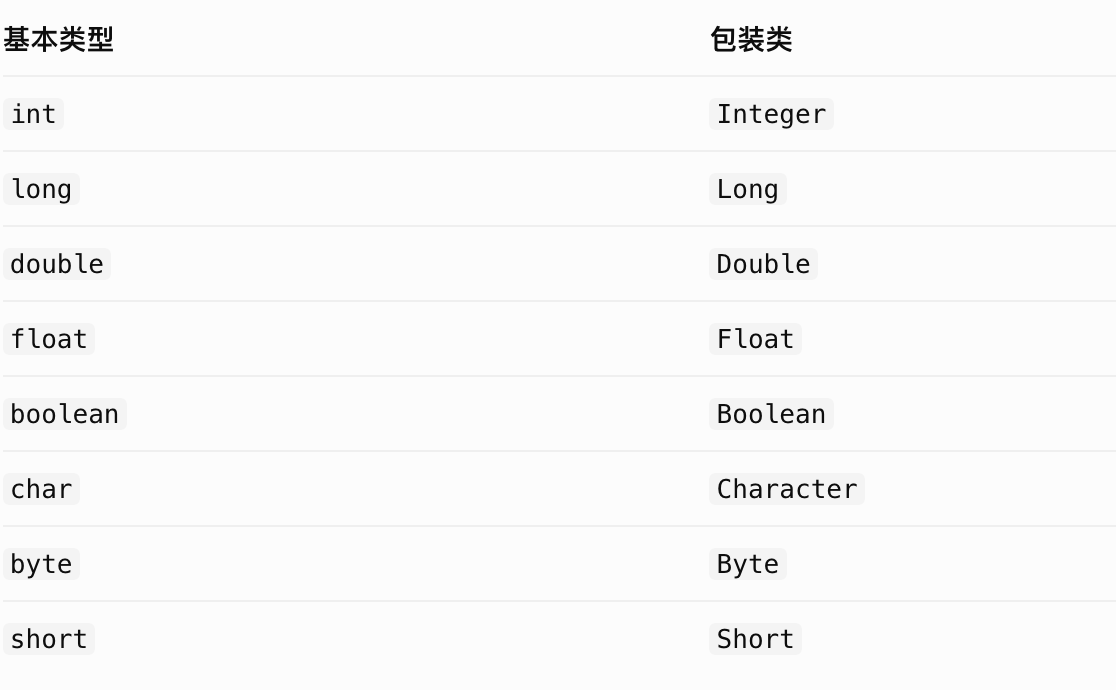 基本类型 包装类
int Integer
long Long
double Double
float Float
boolean Boolean
char Character
byte Byte
short Short